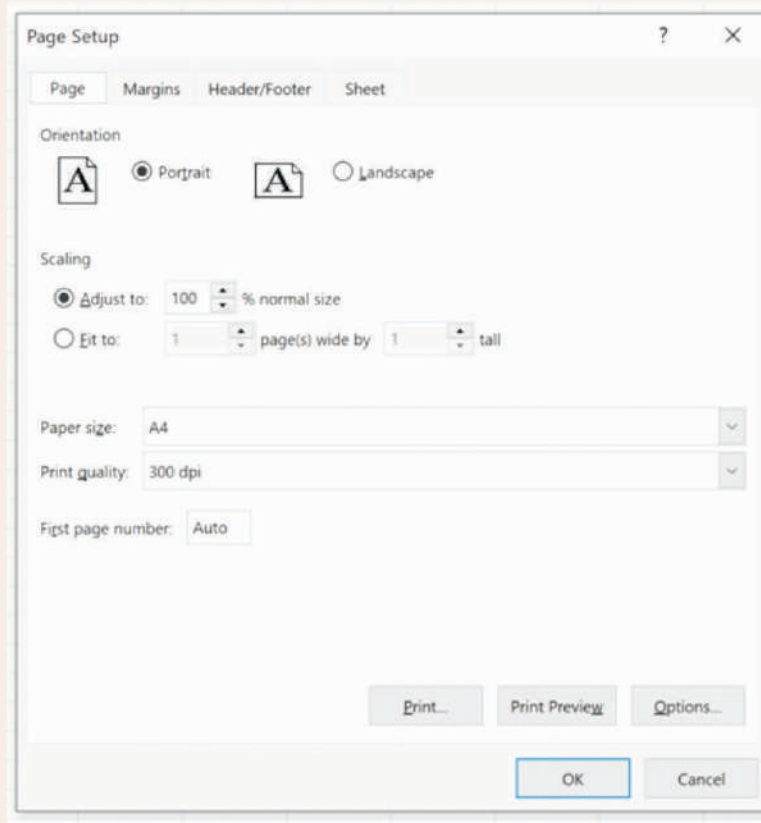 Page Setup ?
Page Margins Header/Footer Sheet
Orientation
A Portrait A Landscape
Scaling
Adjust to: 100 % normal size
Fit to: 1 page(s) wide by 1 tall
Paper size: A4
Print quality: 300 dpi
First page number: Auto
Print... Print Preview Options...
OK Cancel